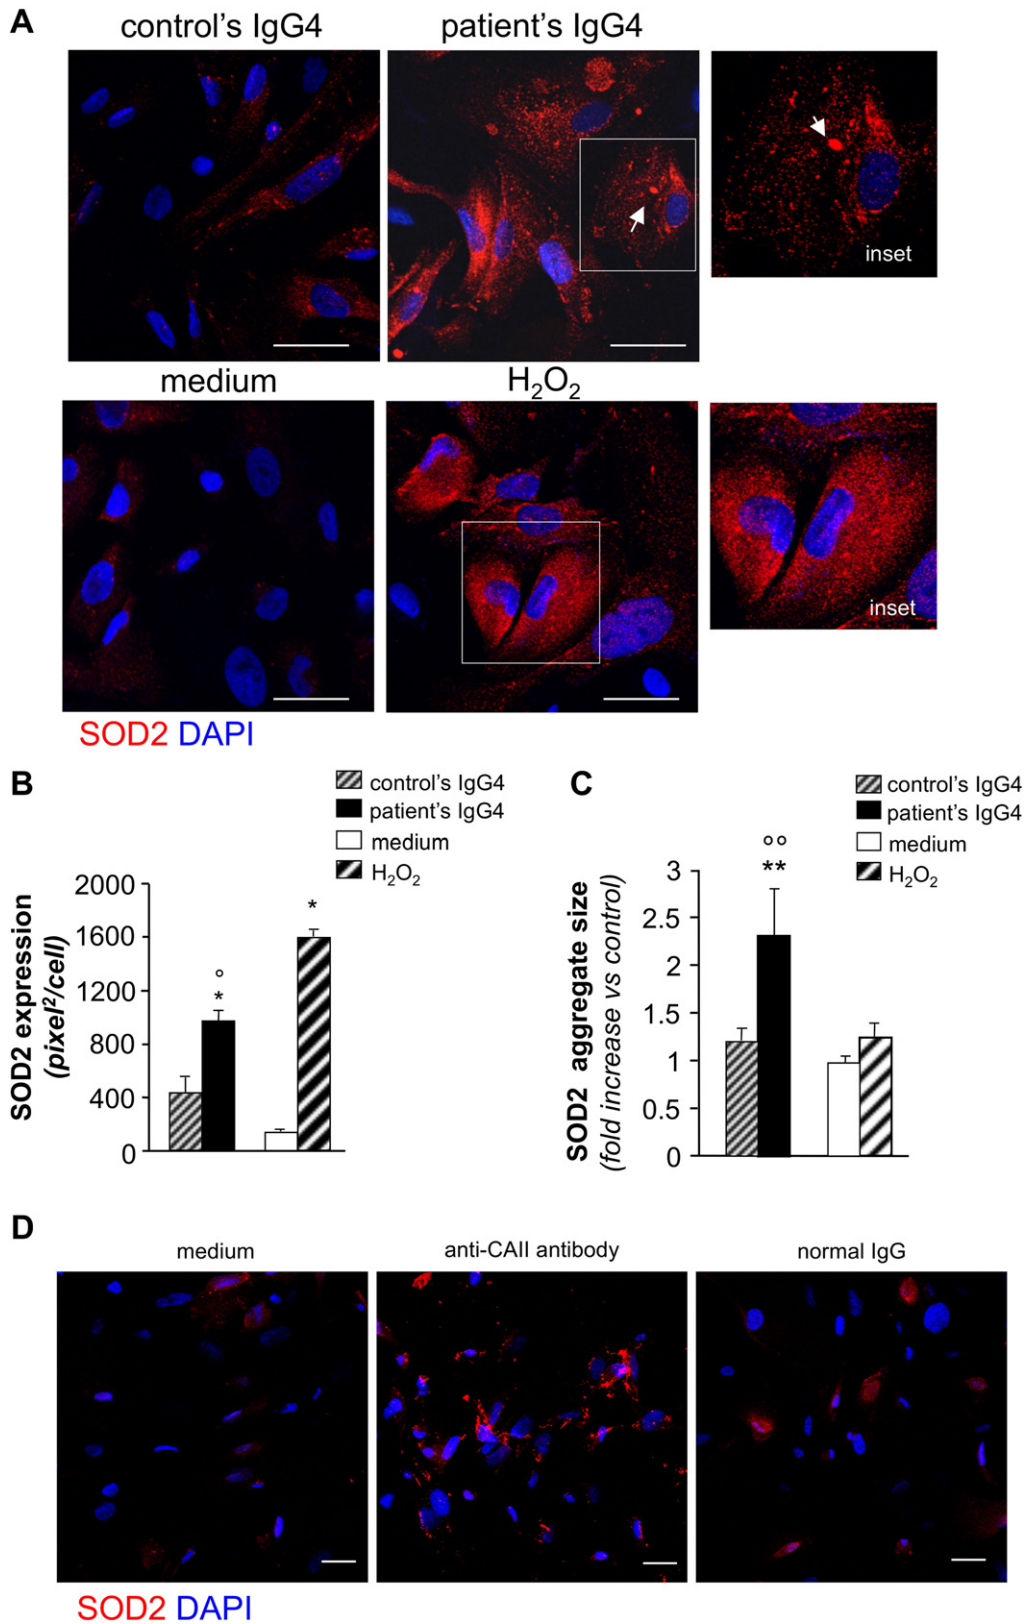 A
control's IgG4 patient's IgG4
inset
medium H₂O₂
inset
SOD2 DAPI
B
control's IgG4
patient's IgG4
medium
H₂O₂
SOD2 expression
(pixel²/cell)
2000
1600
1200
800
400
0
°
*
*
C
control's IgG4
patient's IgG4
medium
H₂O₂
SOD2 aggregate size
(fold increase vs control)
3
2.5
2
1.5
1
0.5
0
°°
**
D
medium anti-CAII antibody normal IgG
SOD2 DAPI